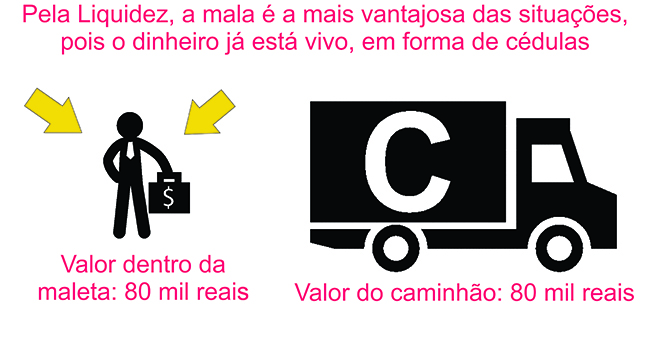 Pela Liquidez, a mala é a mais vantajosa das situações,
pois o dinheiro já está vivo, em forma de cédulas
$
C
Valor dentro da
maleta: 80 mil reais
Valor do caminhão: 80 mil reais